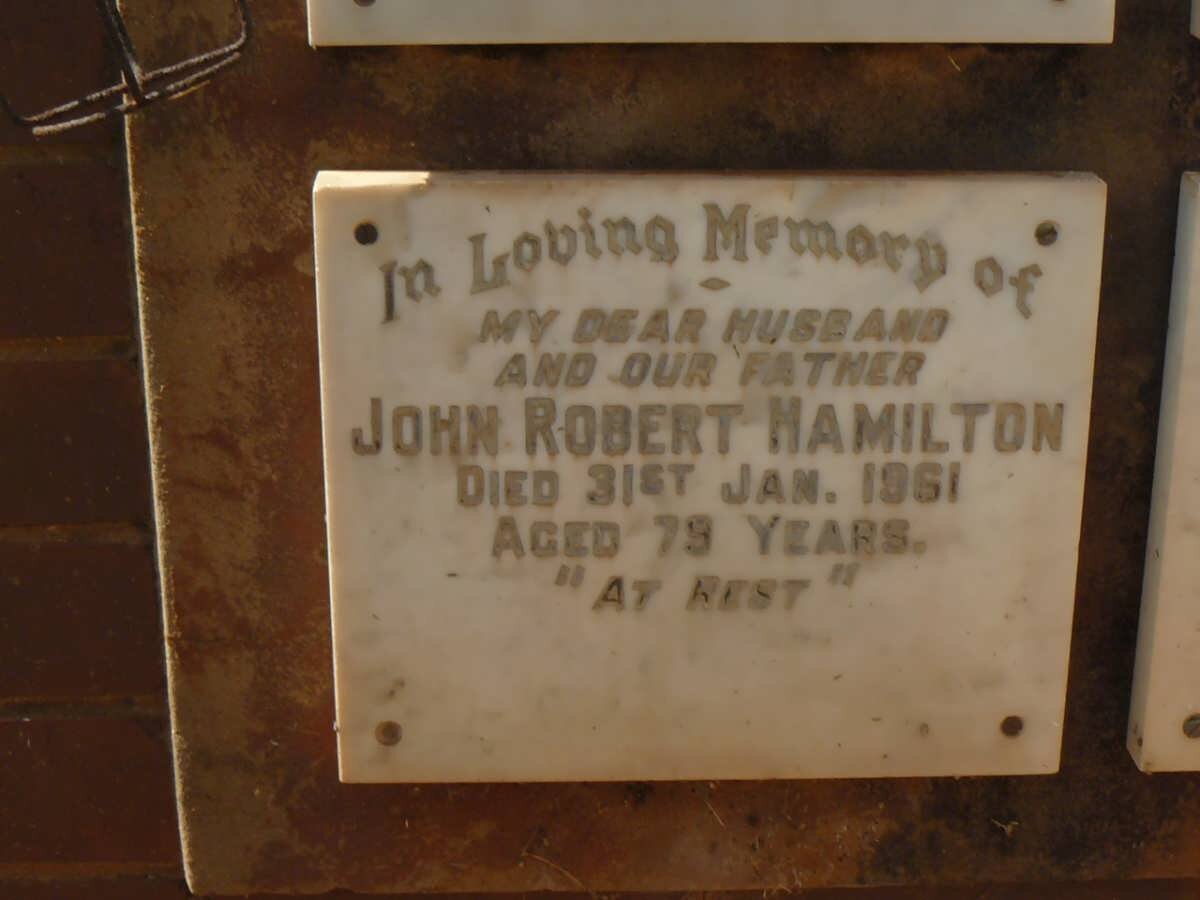 In Loving Memory of
MY DEAR HUSBAND
AND OUR FATHER
JOHN ROBERT HAMILTON
DIED 31ST JAN. 1961
AGED 79 YEARS.
"AT REST"